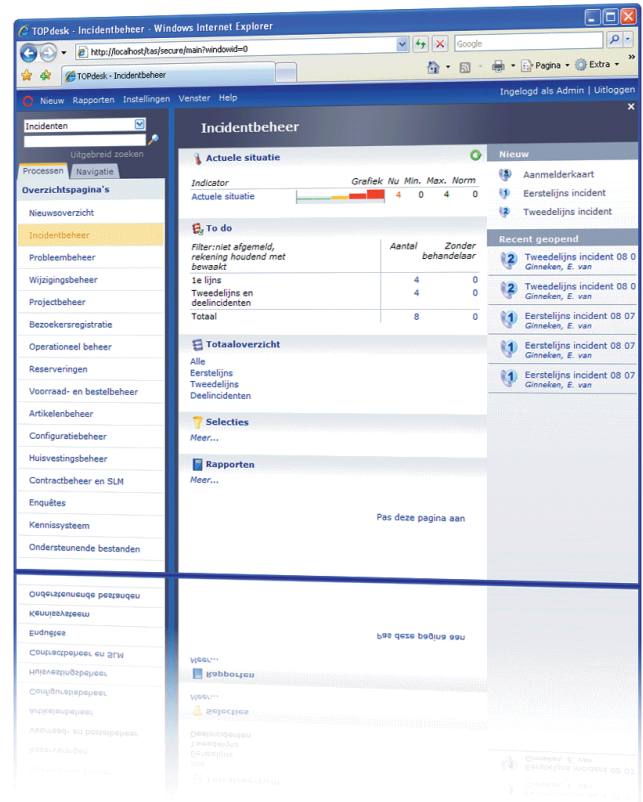 TOPdesk - Incidentbeheer - Windows Internet Explorer
http://localhost/tas/secure/main?windowid=0
Google
TOPdesk - Incidentbeheer
Pagina
Extra
»
Nieuw Rapporten Instellingen Venster Help
Ingelogd als Admin | Uitloggen
Incidenten
Uitgebreid zoeken
Processen
Navigatie
Overzichtspagina's
Nieuwsoverzicht
Incidentbeheer
Probleembeheer
Wijzigingsbeheer
Projectbeheer
Bezoekersregistratie
Operationeel beheer
Reserveringen
Voorraad- en bestelbeheer
Artikelenbeheer
Configuratiebeheer
Huisvestingsbeheer
Contractbeheer en SLM
Enquêtes
Kennissysteem
Ondersteunende bestanden
Incidentbeheer
Actuele situatie
Indicator Grafiek Nu Min. Max. Norm
Actuele situatie 4 0 4 0
To do
Filter:niet afgemeld,
rekening houdend met
bewaakt
Aantal
Zonder
behandelaar
1e lijns 4 0
Tweedelijns en
deelincidenten
4 0
Totaal 8 0
Totaaloverzicht
Alle
Eerstelijns
Tweedelijns
Deelincidenten
Selecties
Meer...
Rapporten
Meer...
Pas deze pagina aan
Nieuw
Aanmelderkaart
1 Eerstelijns incident
2 Tweedelijns incident
Recent geopend
2 Tweedelijns incident 08 0
Ginneken, E. van
2 Tweedelijns incident 08 0
Ginneken, E. van
1 Eerstelijns incident 08 07
Ginneken, E. van
1 Eerstelijns incident 08 07
Ginneken, E. van
1 Eerstelijns incident 08 07
Ginneken, E. van